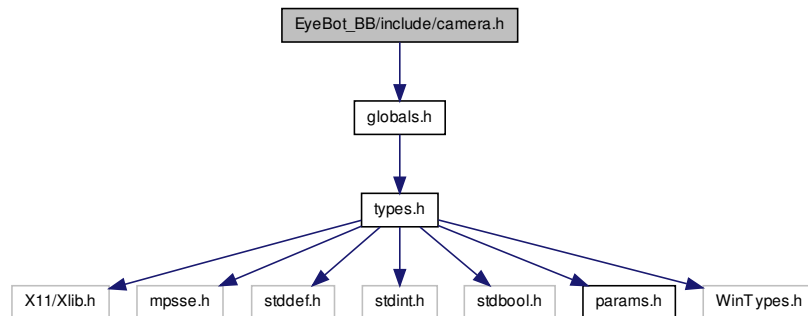 EyeBot_BB/include/camera.h
globals.h
types.h
X11/Xlib.h
mpsse.h
stddef.h
stdint.h
stdbool.h
params.h
WinTypes.h